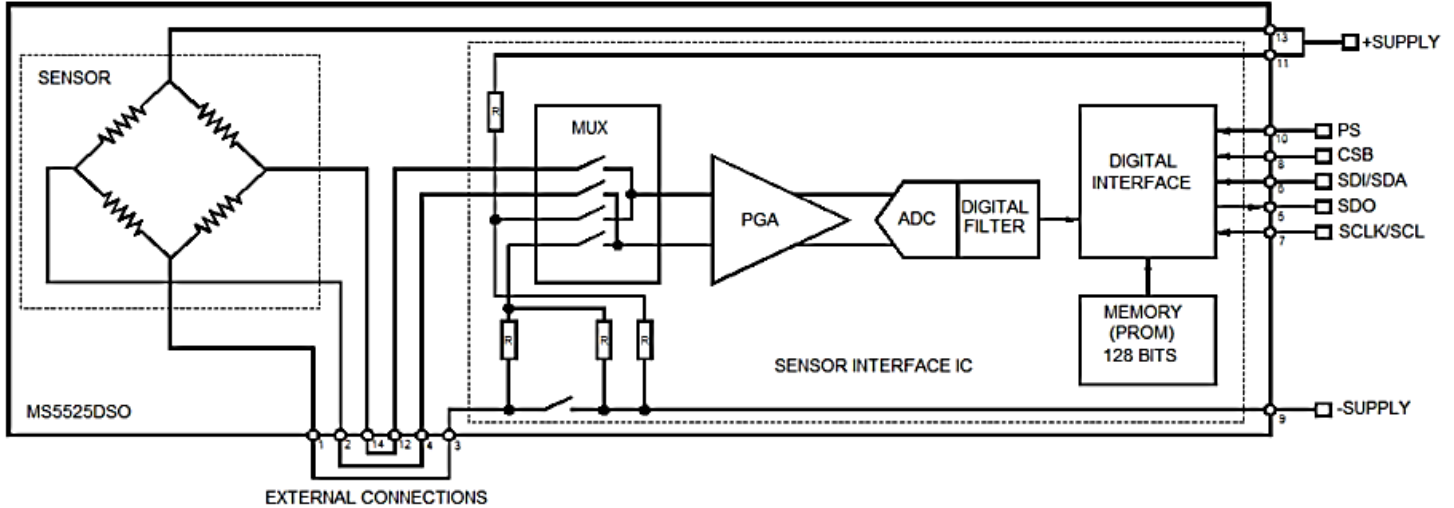 13
+SUPPLY
11
SENSOR
R
MUX
PS
10
CSB
8
DIGITAL
INTERFACE
SDI/SDA
6
PGA
ADC
DIGITAL
FILTER
SDO
5
SCLK/SCL
7
MEMORY
(PROM)
128 BITS
R
R
R
SENSOR INTERFACE IC
MS5525DSO
-SUPPLY
9
1
2
14
12
4
3
EXTERNAL CONNECTIONS